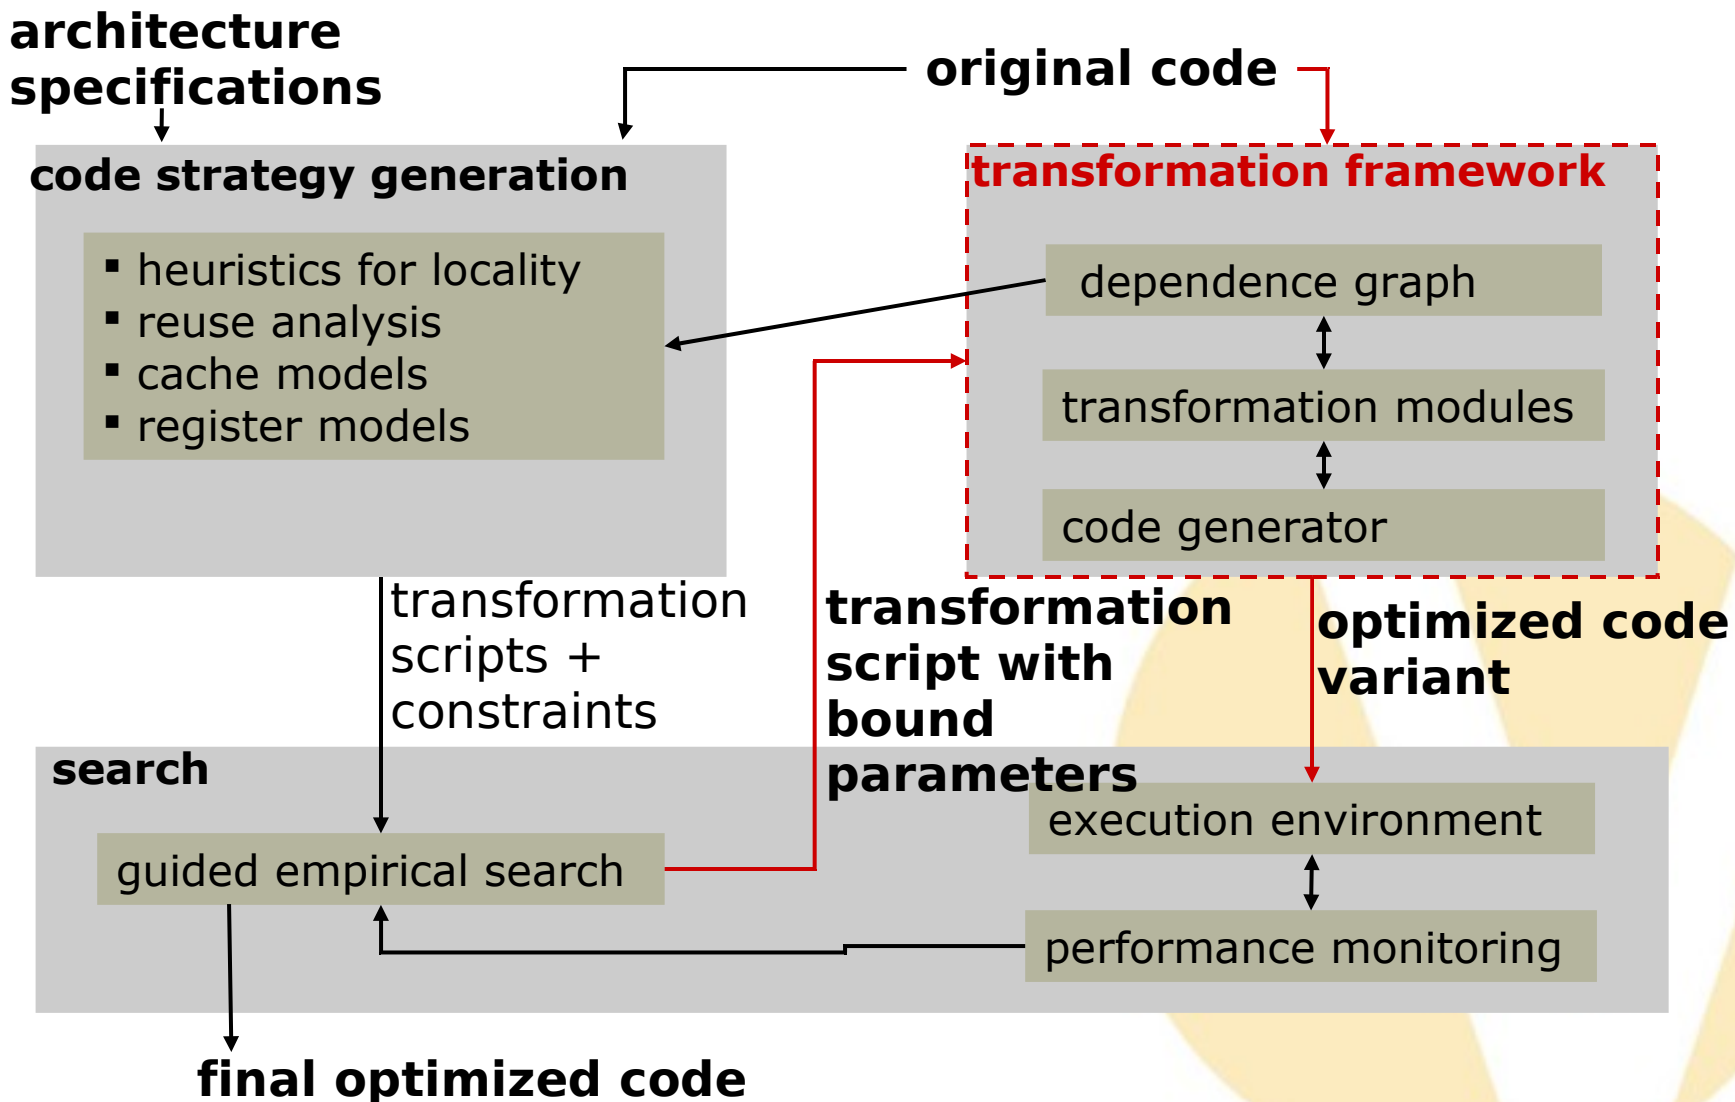 architecture
specifications
original code
code strategy generation
▪ heuristics for locality
▪ reuse analysis
▪ cache models
▪ register models
transformation framework
dependence graph
transformation modules
code generator
transformation
scripts +
constraints
transformation
script with
bound
parameters
optimized code
variant
search
guided empirical search
execution environment
performance monitoring
final optimized code